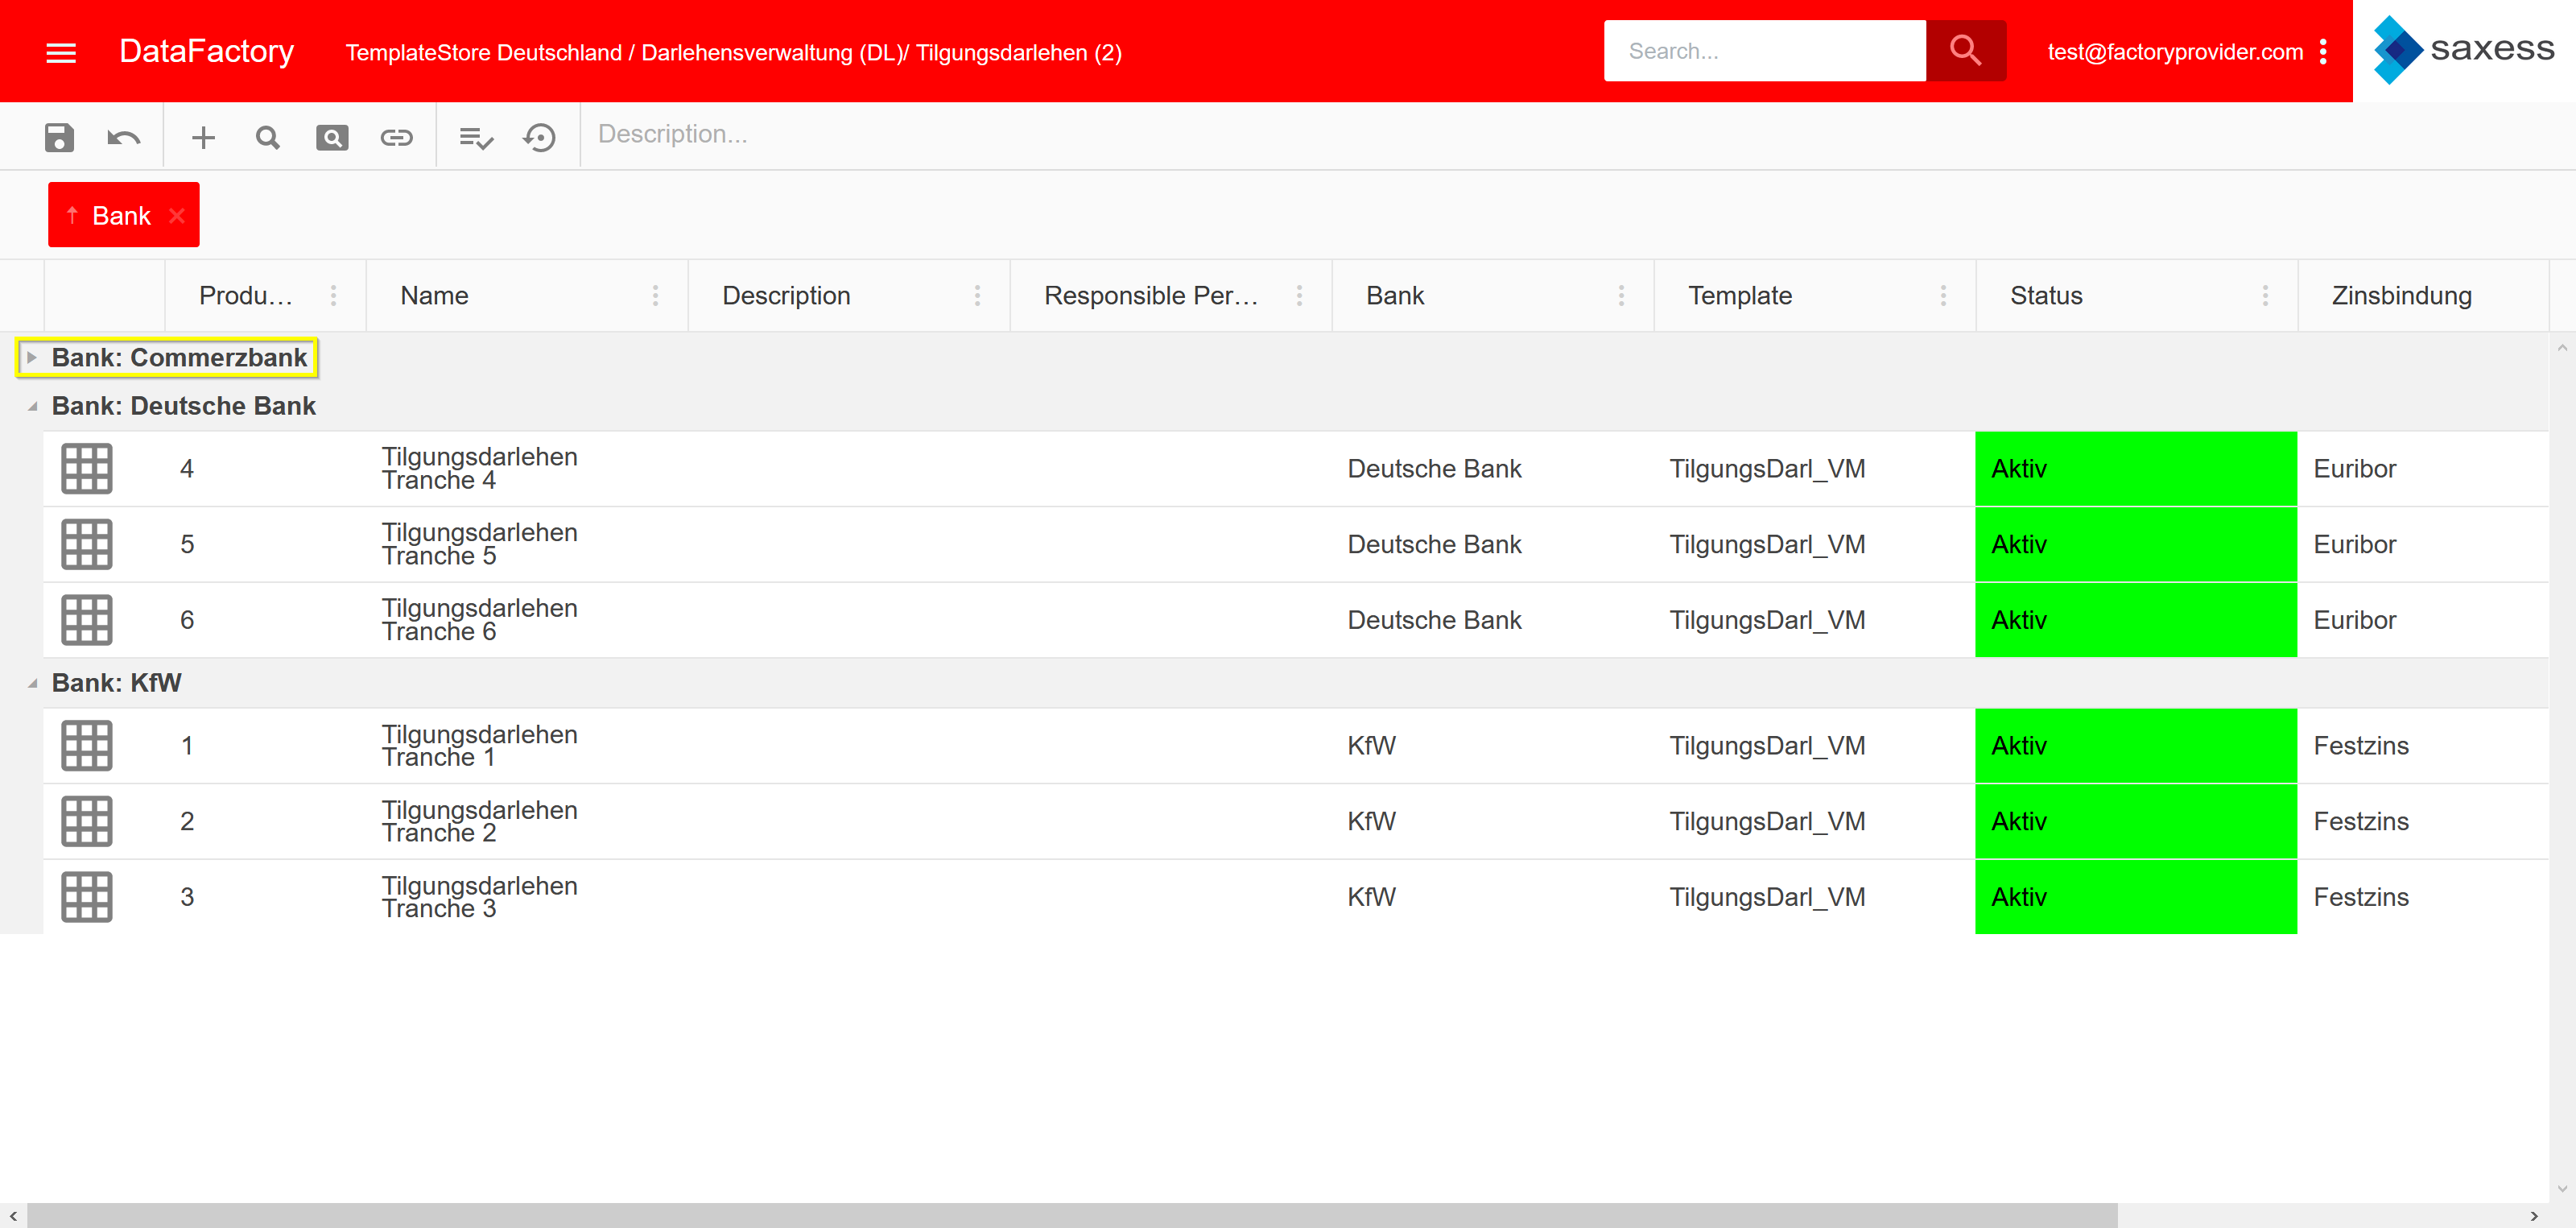 DataFactory TemplateStore Deutschland / Darlehensverwaltung (DL)/ Tilgungsdarlehen (2) Search... test@factoryprovider.com saxess
Description...
↑ Bank ×
Produ... Name Description Responsible Per... Bank Template Status Zinsbindung
Bank: Commerzbank
Bank: Deutsche Bank
4 Tilgungsdarlehen Tranche 4 Deutsche Bank TilgungsDarl_VM Aktiv Euribor
5 Tilgungsdarlehen Tranche 5 Deutsche Bank TilgungsDarl_VM Aktiv Euribor
6 Tilgungsdarlehen Tranche 6 Deutsche Bank TilgungsDarl_VM Aktiv Euribor
Bank: KfW
1 Tilgungsdarlehen Tranche 1 KfW TilgungsDarl_VM Aktiv Festzins
2 Tilgungsdarlehen Tranche 2 KfW TilgungsDarl_VM Aktiv Festzins
3 Tilgungsdarlehen Tranche 3 KfW TilgungsDarl_VM Aktiv Festzins